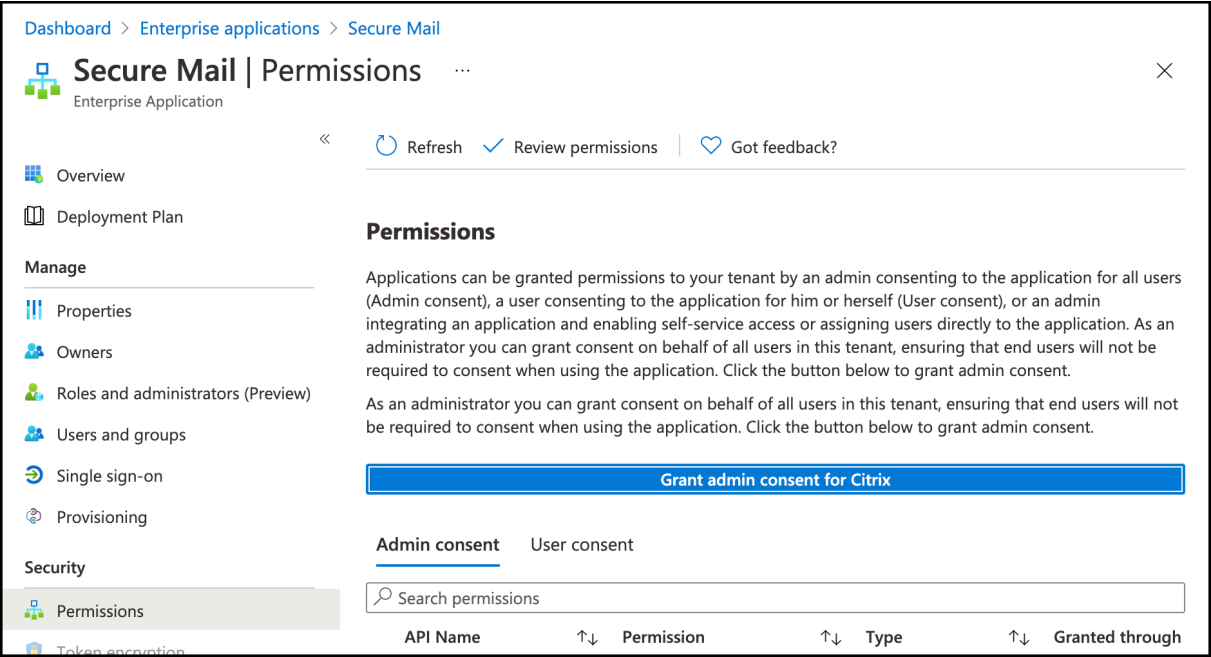 Dashboard > Enterprise applications > Secure Mail
Secure Mail | Permissions ...
Enterprise Application
«
Refresh Review permissions Got feedback?
Overview
Deployment Plan
Manage
Properties
Owners
Roles and administrators (Preview)
Users and groups
Single sign-on
Provisioning
Security
Permissions
Token encryption
Permissions
Applications can be granted permissions to your tenant by an admin consenting to the application for all users
(Admin consent), a user consenting to the application for him or herself (User consent), or an admin
integrating an application and enabling self-service access or assigning users directly to the application. As an
administrator you can grant consent on behalf of all users in this tenant, ensuring that end users will not be
required to consent when using the application. Click the button below to grant admin consent.
As an administrator you can grant consent on behalf of all users in this tenant, ensuring that end users will not
be required to consent when using the application. Click the button below to grant admin consent.
Grant admin consent for Citrix
Admin consent User consent
Search permissions
API Name ↑↓ Permission ↑↓ Type ↑↓ Granted through